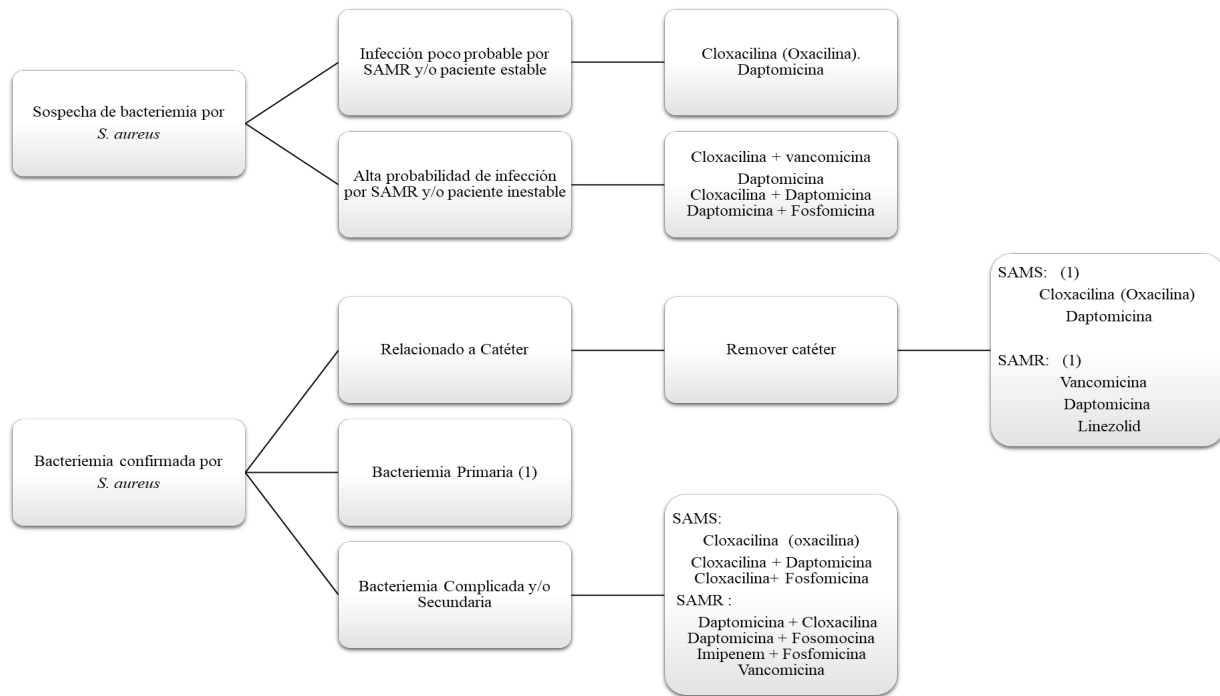 Sospecha de bacteriemia por
S. aureus
Infección poco probable por
SAMR y/o paciente estable
Cloxacilina (Oxacilina).
Daptomicina
Alta probabilidad de infección
por SAMR y/o paciente inestable
Cloxacilina + vancomicina
Daptomicina
Cloxacilina + Daptomicina
Daptomicina + Fosfomicina
Bacteriemia confirmada por
S. aureus
Relacionado a Catéter
Remover catéter
SAMS: (1)
Cloxacilina (Oxacilina)
Daptomicina
SAMR: (1)
Vancomicina
Daptomicina
Linezolid
Bacteriemia Primaria (1)
Bacteriemia Complicada y/o
Secundaria
SAMS:
Cloxacilina (oxacilina)
Cloxacilina + Daptomicina
Cloxacilina+ Fosfomicina
SAMR :
Daptomicina + Cloxacilina
Daptomicina + Fosomocina
Imipenem + Fosfomicina
Vancomicina